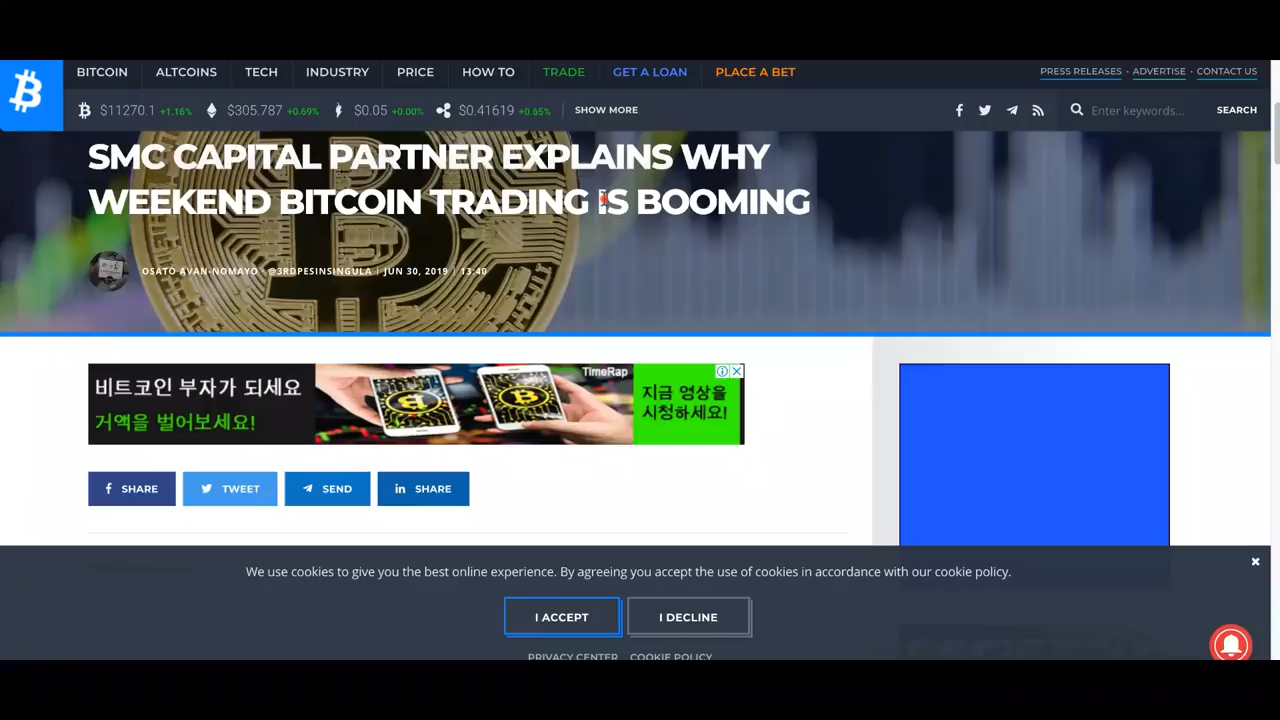 BITCOIN ALTCOINS TECH INDUSTRY PRICE HOW TO TRADE GET A LOAN PLACE A BET PRESS RELEASES · ADVERTISE · CONTACT US
$11270.1 +1.16% $305.787 +0.69% $0.05 +0.00% $0.41619 +0.65% SHOW MORE Enter keywords... SEARCH
SMC CAPITAL PARTNER EXPLAINS WHY
WEEKEND BITCOIN TRADING IS BOOMING
OSATO AVAN-NOMAYO · @3RDPESINSINGULA | JUN 30, 2019 | 13:40
TimeRap
비트코인 부자가 되세요
거액을 벌어보세요!
지금 영상을
시청하세요!
SHARE TWEET SEND SHARE
We use cookies to give you the best online experience. By agreeing you accept the use of cookies in accordance with our cookie policy.
I ACCEPT I DECLINE
PRIVACY CENTER COOKIE POLICY